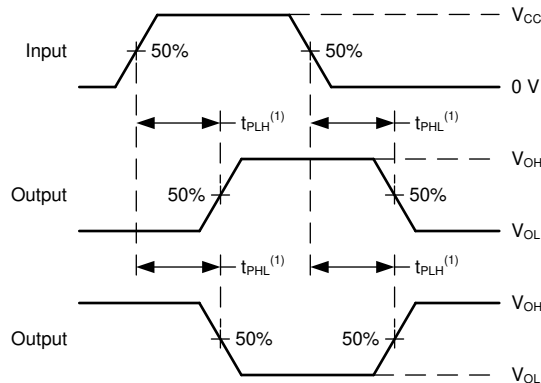 V_CC
Input 50% 50%
0 V
t_PLH^(1) t_PHL^(1)
V_OH
Output 50% 50%
V_OL
t_PHL^(1) t_PLH^(1)
V_OH
Output 50% 50%
V_OL